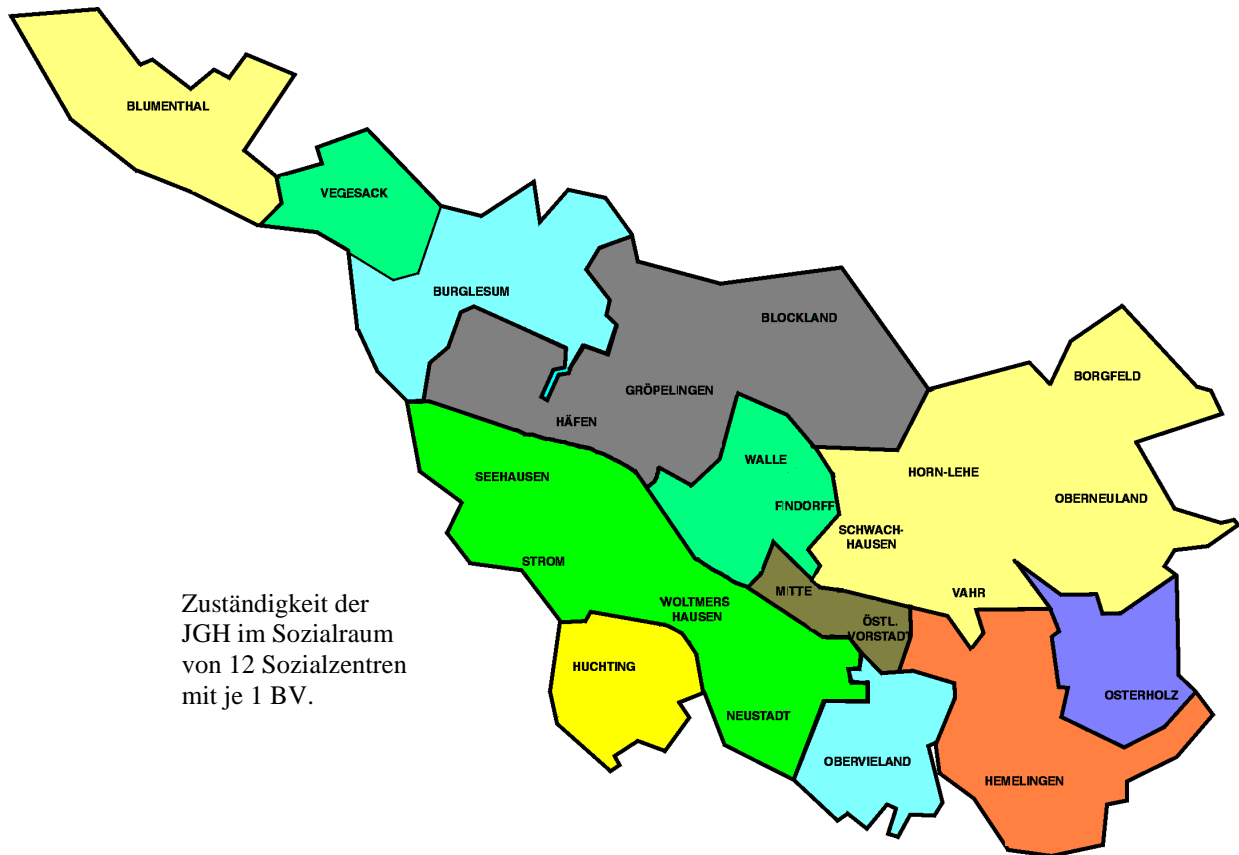 BLUMENTHAL
VEGESACK
BURGLESUM
BLOCKLAND
BORGFELD
GRÖPELINGEN
HÄFEN
WALLE
HORN-LEHE
SEEHAUSEN
OBERNEULAND
FINDORFF
SCHWACH-
HAUSEN
STROM
MITTE
VAHR
WOLTMERS
HAUSEN
ÖSTL.
VORSTADT
Zuständigkeit der
JGH im Sozialraum
von 12 Sozialzentren
mit je 1 BV.
HUCHTING
OSTERHOLZ
NEUSTADT
OBERVIELAND
HEMELINGEN